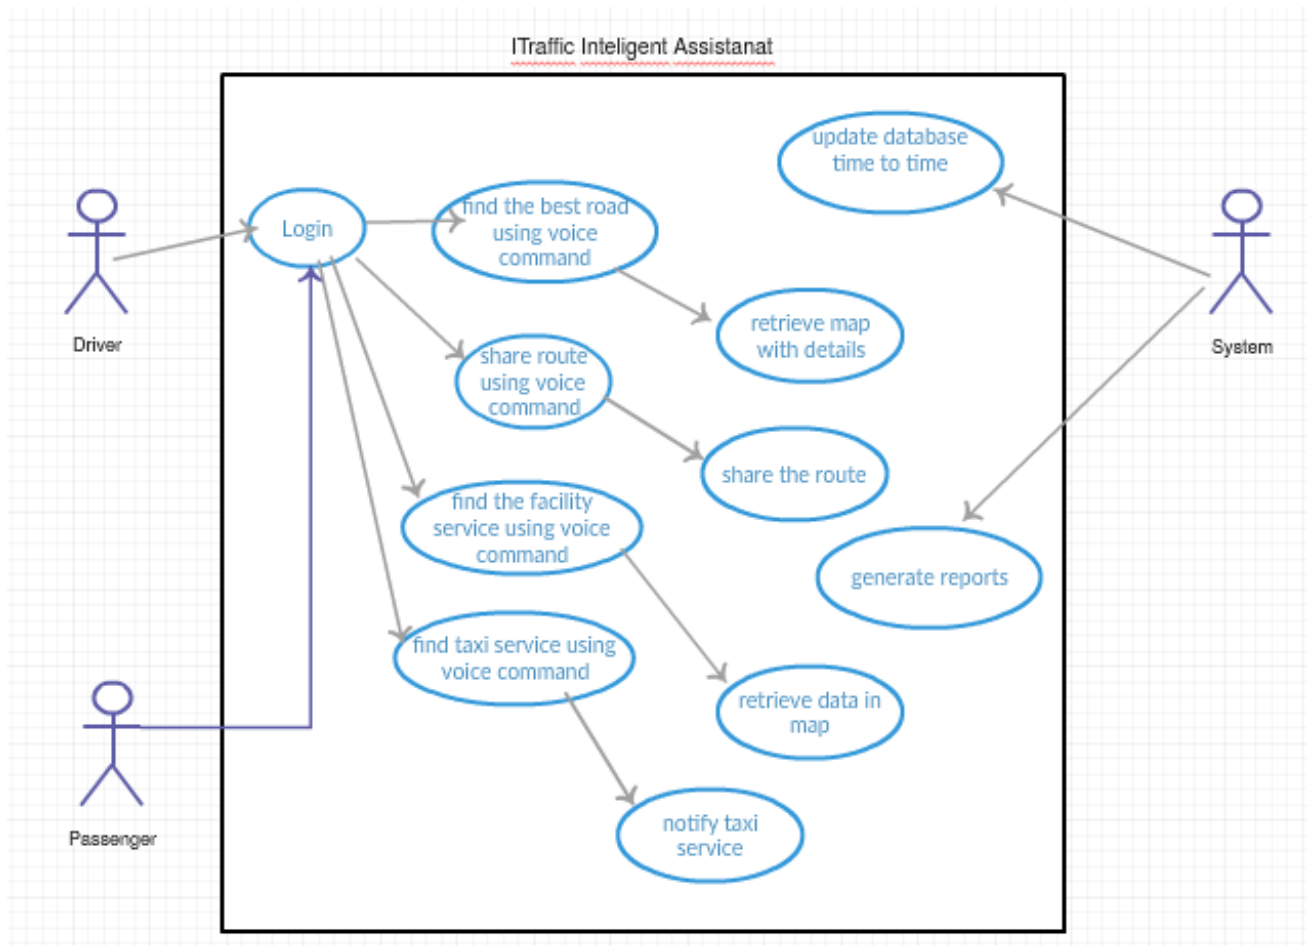 ITraffic Inteligent Assistanat
update database
time to time
Login
find the best road
using voice
command
retrieve map
with details
Driver
System
share route
using voice
command
share the route
find the facility
service using voice
command
generate reports
find taxi service using
voice command
retrieve data in
map
notify taxi
service
Passenger